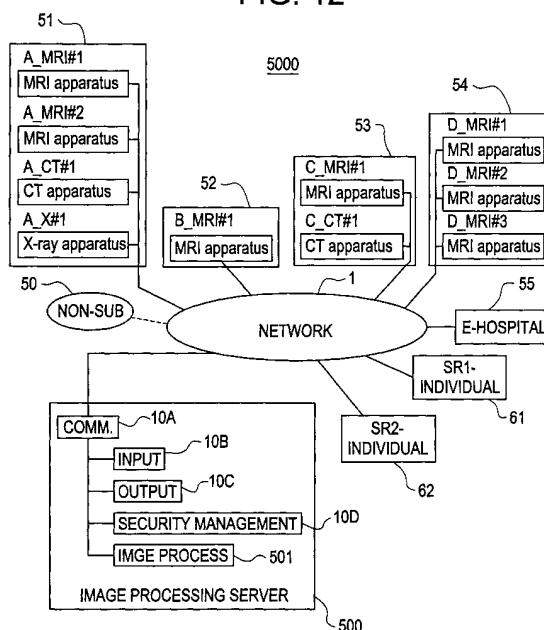 FIG. 12
51
5000
A_MRI#1
MRI apparatus
A_MRI#2
MRI apparatus
A_CT#1
CT apparatus
A_X#1
X-ray apparatus
52
B_MRI#1
MRI apparatus
53
C_MRI#1
MRI apparatus
C_CT#1
CT apparatus
54
D_MRI#1
MRI apparatus
D_MRI#2
MRI apparatus
D_MRI#3
MRI apparatus
50
NON-SUB
1
NETWORK
55
E-HOSPITAL
SR1-
INDIVIDUAL
61
SR2-
INDIVIDUAL
62
10A
COMM.
10B
INPUT
10C
OUTPUT
SECURITY MANAGEMENT
10D
IMGE PROCESS
501
IMAGE PROCESSING SERVER
500